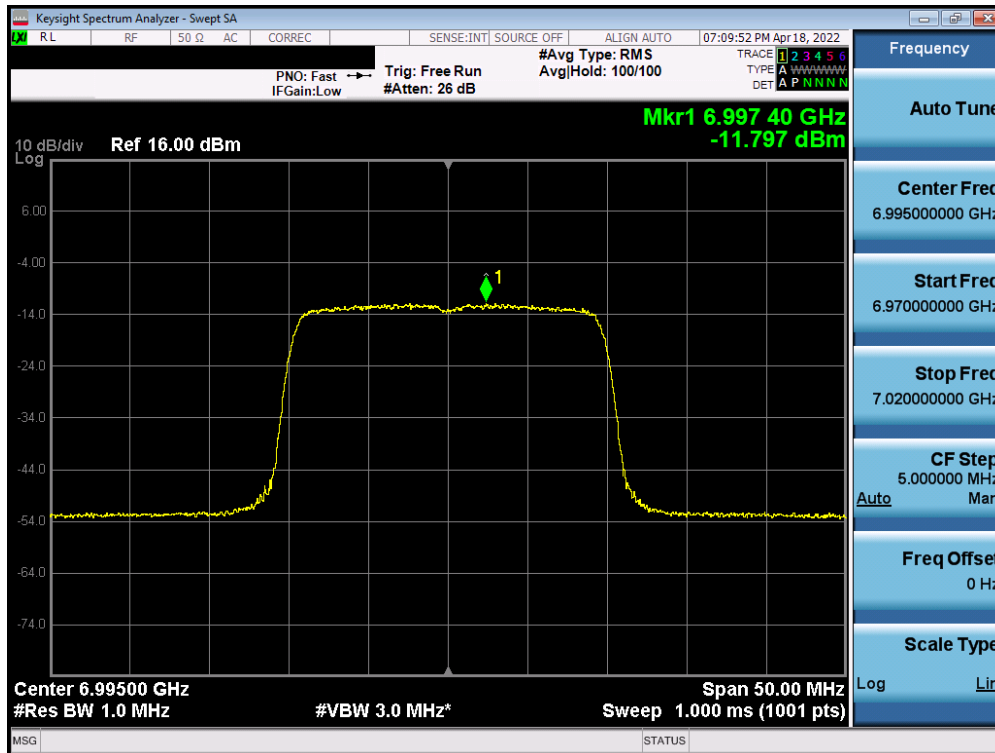 Keysight Spectrum Analyzer - Swept SA
LXI RL RF 50 Ω AC CORREC SENSE:INT SOURCE OFF ALIGN AUTO 07:09:52 PM Apr 18, 2022
PNO: Fast
IFGain:Low
Trig: Free Run
#Atten: 26 dB
#Avg Type: RMS
Avg|Hold: 100/100
TRACE 1 2 3 4 5 6
TYPE A WWWWW
DET A P N N N N
Mkr1 6.997 40 GHz
-11.797 dBm
10 dB/div Ref 16.00 dBm
Log
6.00
-4.00
1
-14.0
-24.0
-34.0
-44.0
-54.0
-64.0
-74.0
Center 6.99500 GHz Span 50.00 MHz
#Res BW 1.0 MHz #VBW 3.0 MHz* Sweep 1.000 ms (1001 pts)
MSG STATUS
Frequency
Auto Tune
Center Freq
6.995000000 GHz
Start Freq
6.970000000 GHz
Stop Freq
7.020000000 GHz
CF Step
5.000000 MHz
Auto Man
Freq Offset
0 Hz
Scale Type
Log Lin